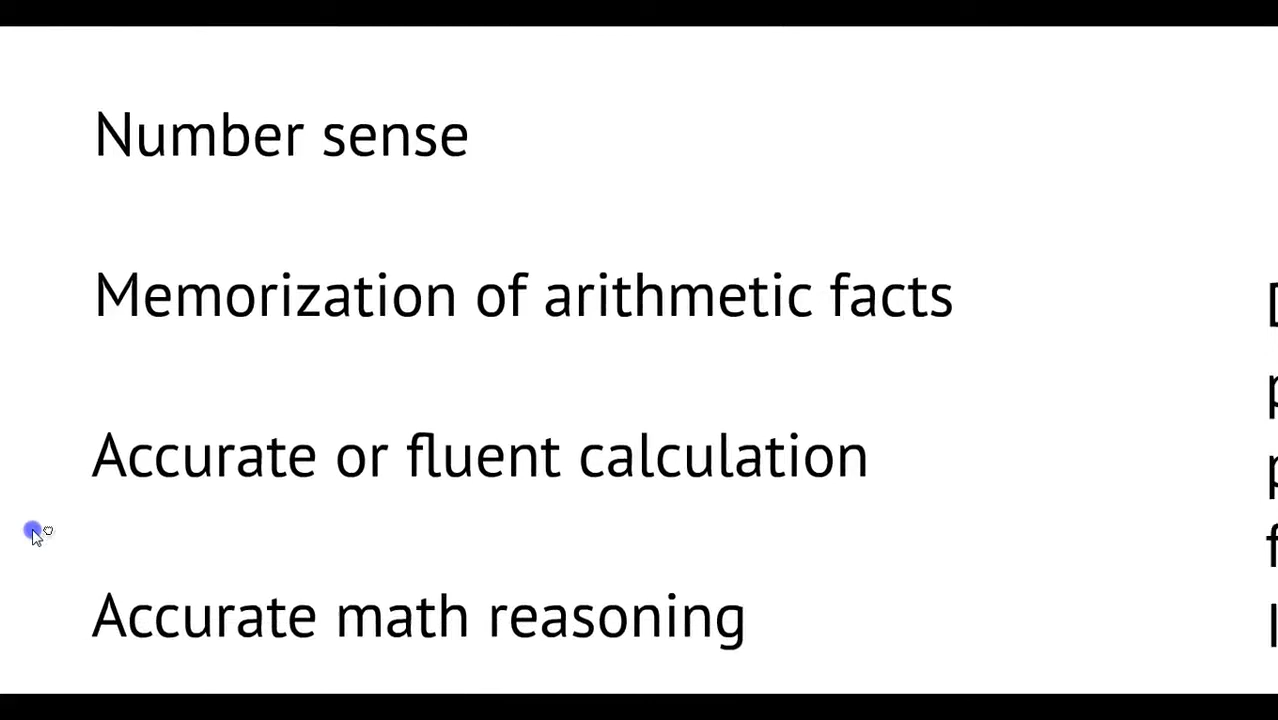 Number sense
Memorization of arithmetic facts
Accurate or fluent calculation
Accurate math reasoning